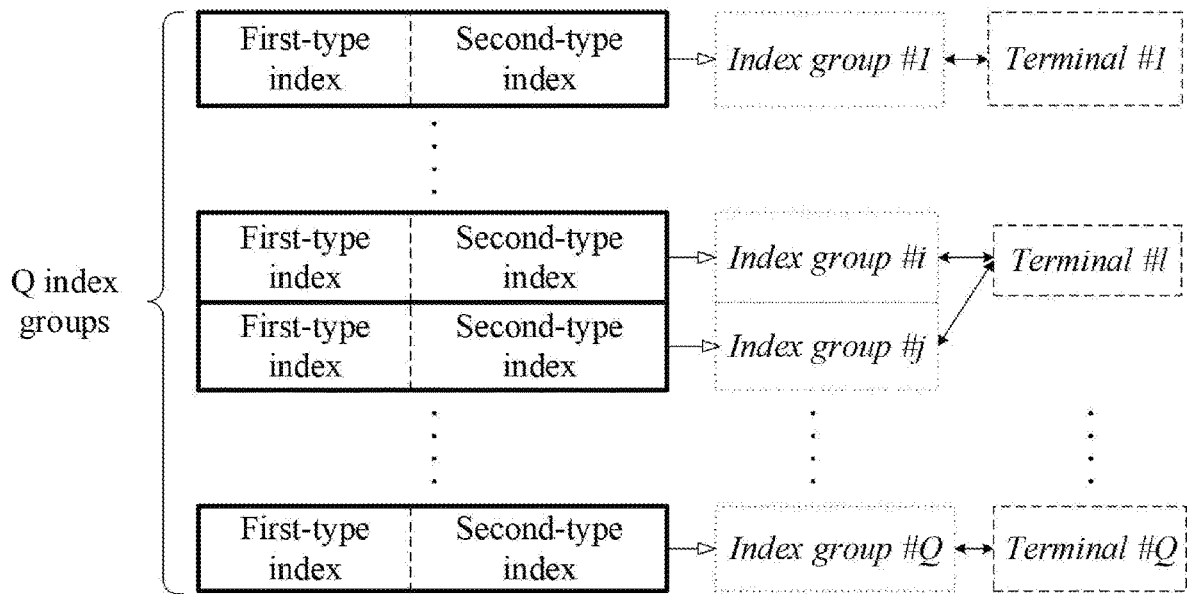 First-type index
Second-type index
Index group #1
Terminal #1
Q index groups
First-type index
Second-type index
Index group #i
Terminal #l
First-type index
Second-type index
Index group #j
First-type index
Second-type index
Index group #Q
Terminal #Q